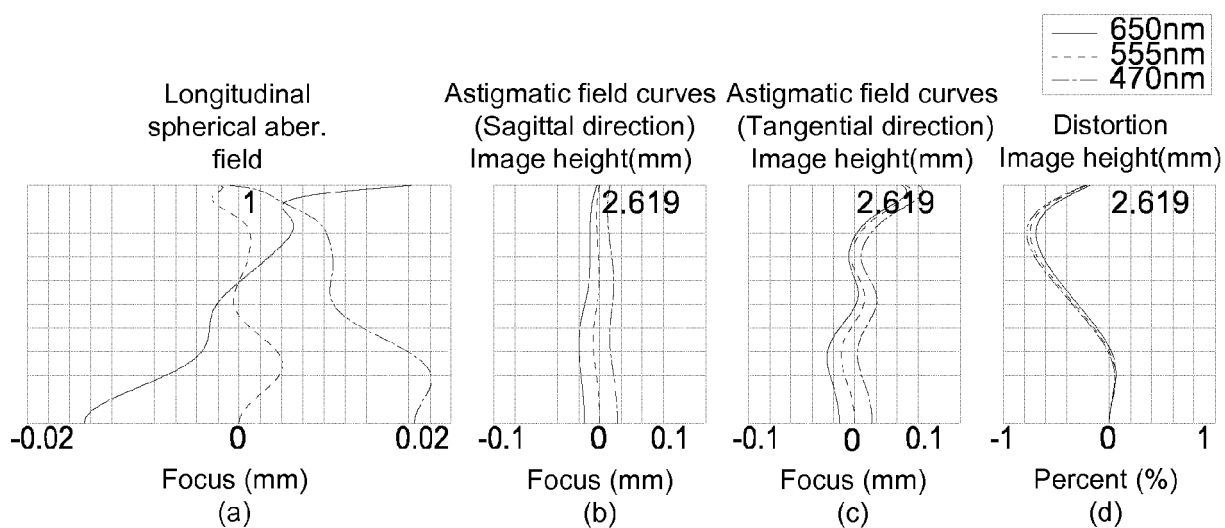 650nm
555nm
470nm
Longitudinal
spherical aber.
field
1
-0.02
0
0.02
Focus (mm)
(a)
Astigmatic field curves
(Sagittal direction)
Image height(mm)
2.619
-0.1
0
0.1
Focus (mm)
(b)
Astigmatic field curves
(Tangential direction)
Image height(mm)
2.619
-0.1
0
0.1
Focus (mm)
(c)
Distortion
Image height(mm)
2.619
-1
0
1
Percent (%)
(d)